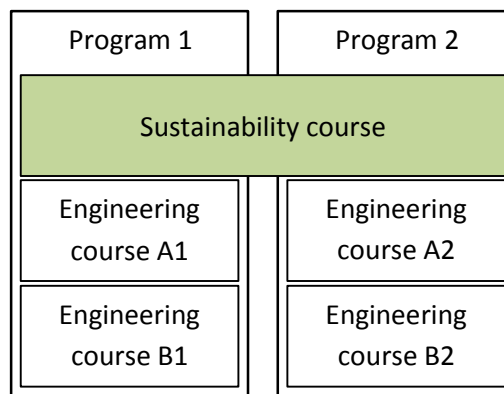 Program 1
Program 2
Sustainability course
Engineering
course A1
Engineering
course A2
Engineering
course B1
Engineering
course B2